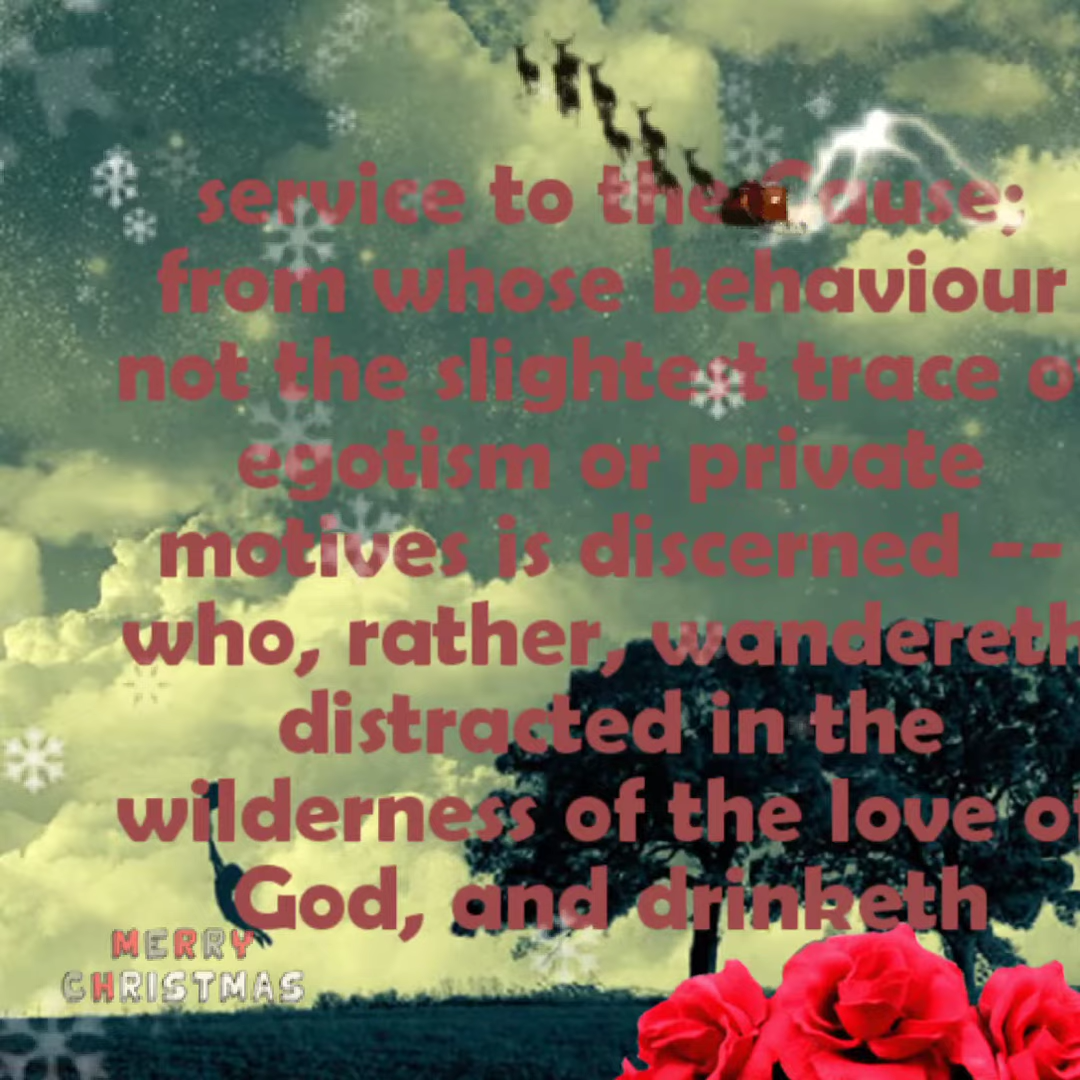 service to the Cause;
from whose behaviour
not the slightest trace of
egotism or private
motives is discerned --
who, rather, wandereth
distracted in the
wilderness of the love of
God, and drinketh
MERRY
CHRISTMAS